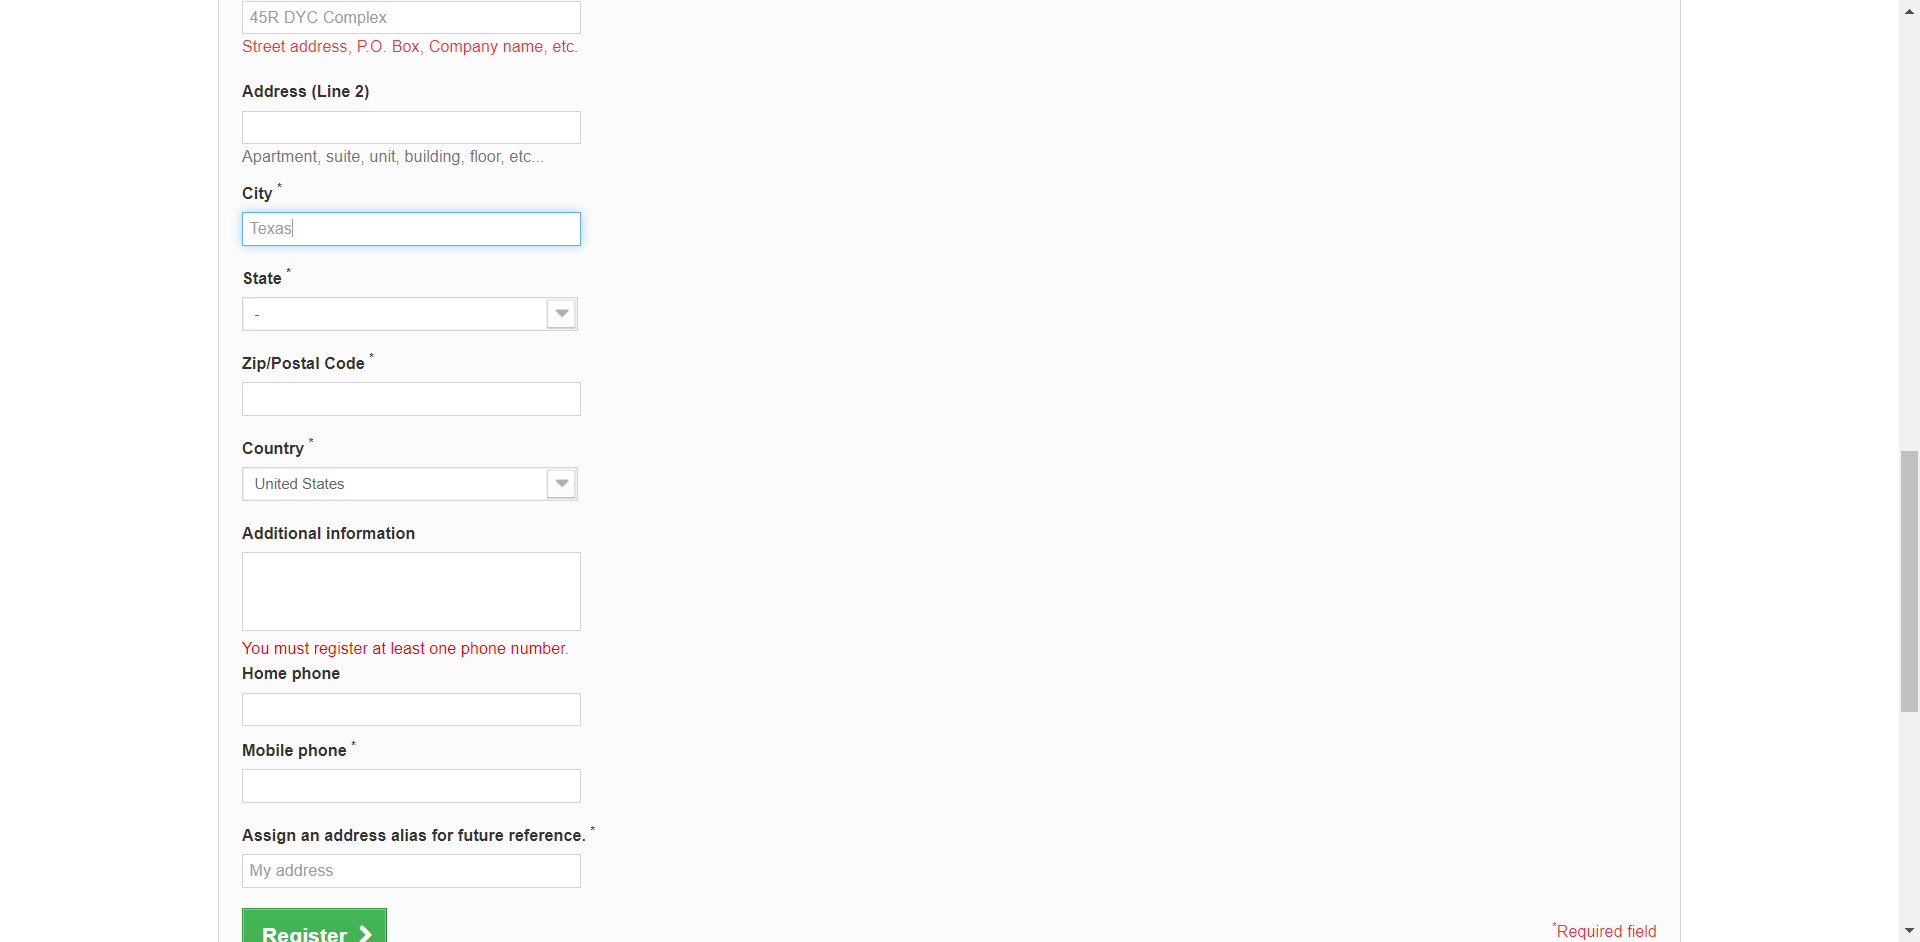 45R DYC Complex
Street address, P.O. Box, Company name, etc.
Address (Line 2)
Apartment, suite, unit, building, floor, etc...
City *
Texas
State *
-
Zip/Postal Code *
Country *
United States
Additional information
You must register at least one phone number.
Home phone
Mobile phone *
Assign an address alias for future reference. *
My address
Register
*Required field